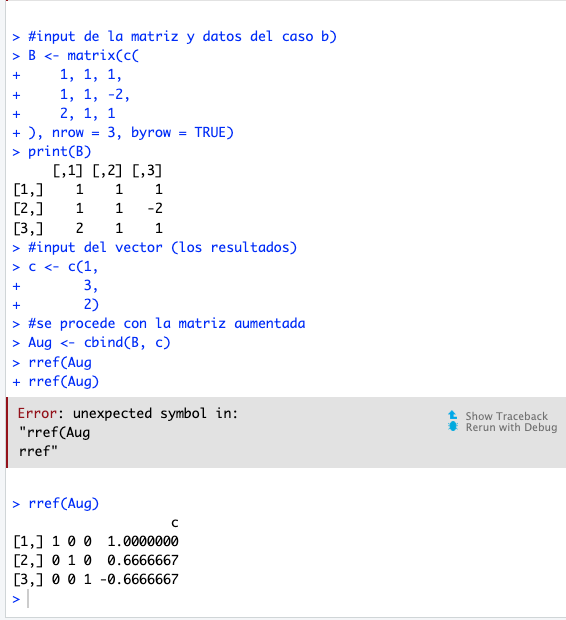 > #input de la matriz y datos del caso b)
> B <- matrix(c(
+     1, 1, 1,
+     1, 1, -2,
+     2, 1, 1
+ ), nrow = 3, byrow = TRUE)
> print(B)
     [,1] [,2] [,3]
[1,]    1    1    1
[2,]    1    1   -2
[3,]    2    1    1
> #input del vector (los resultados)
> c <- c(1,
+        3,
+        2)
> #se procede con la matriz aumentada
> Aug <- cbind(B, c)
> rref(Aug
+ rref(Aug)
Error: unexpected symbol in:
"rref(Aug
rref"
Show Traceback
Rerun with Debug
> rref(Aug)
                  c
[1,] 1 0 0  1.0000000
[2,] 0 1 0  0.6666667
[3,] 0 0 1 -0.6666667
>